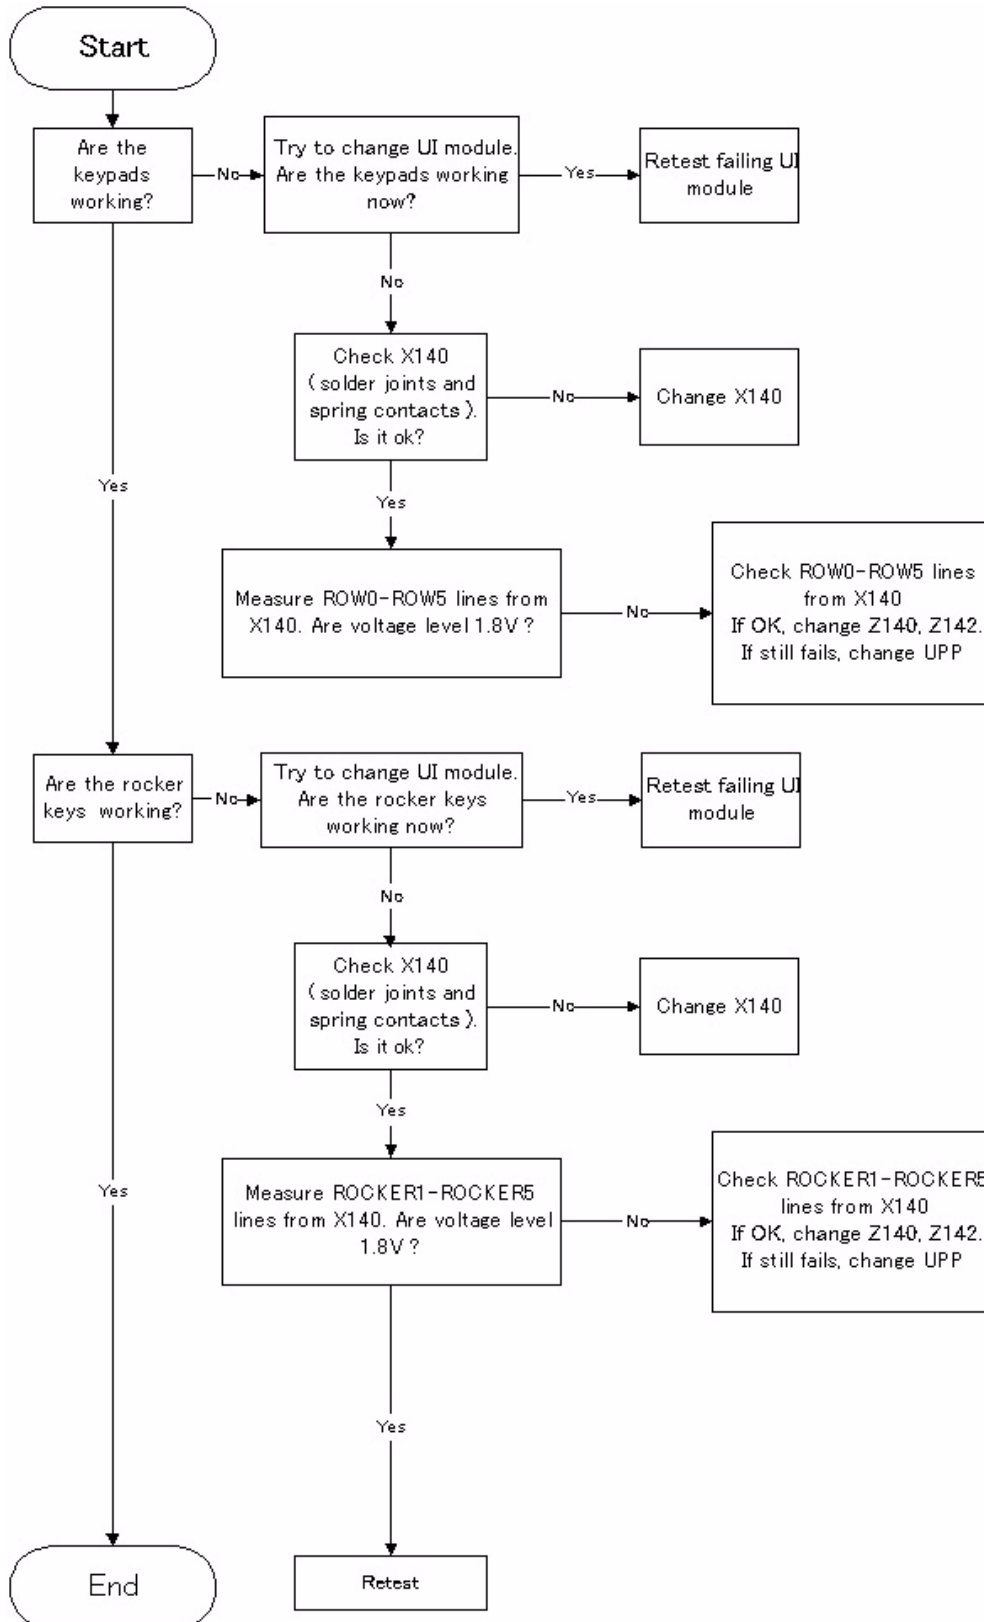 Start
Are the
keypads
working?
No
Try to change UI module.
Are the keypads working
now?
Yes
Retest failing UI
module
No
Check X140
(solder joints and
spring contacts).
Is it ok?
No
Change X140
Yes
Yes
Measure ROW0-ROW5 lines from
X140. Are voltage level 1.8V ?
No
Check ROW0-ROW5 lines
from X140
If OK, change Z140, Z142.
If still fails, change UPP
Are the rocker
keys working?
No
Try to change UI module.
Are the rocker keys
working now?
Yes
Retest failing UI
module
No
Check X140
(solder joints and
spring contacts).
Is it ok?
No
Change X140
Yes
Yes
Measure ROCKER1-ROCKER5
lines from X140. Are voltage level
1.8V ?
No
Check ROCKER1-ROCKER5
lines from X140
If OK, change Z140, Z142.
If still fails, change UPP
Yes
End
Retest